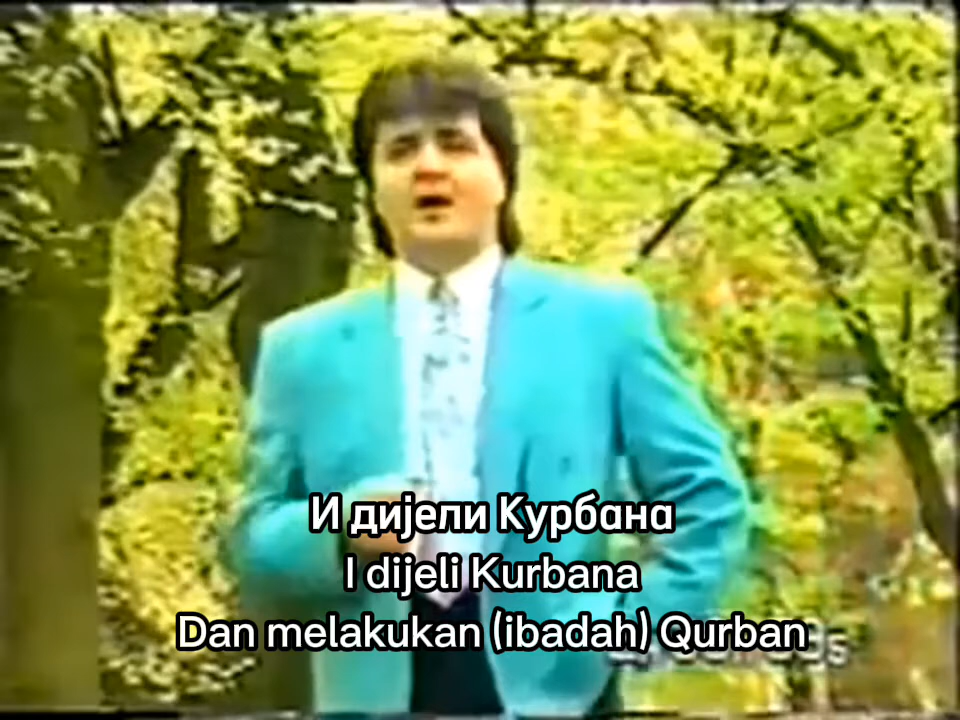 И дијели Курбана
I dijeli Kurbana
Dan melakukan (ibadah) Qurban